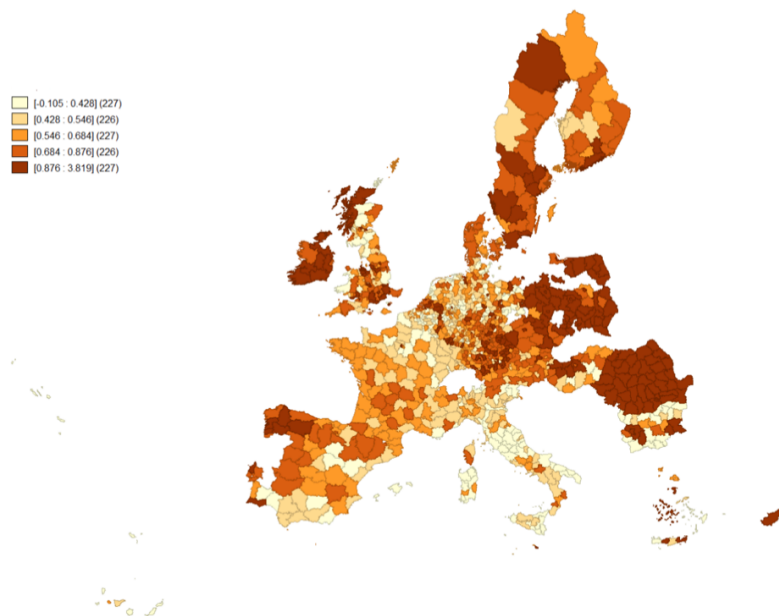 [-0.105 : 0.428] (227)
[0.428 : 0.546] (226)
[0.546 : 0.684] (227)
[0.684 : 0.876] (226)
[0.876 : 3.819] (227)